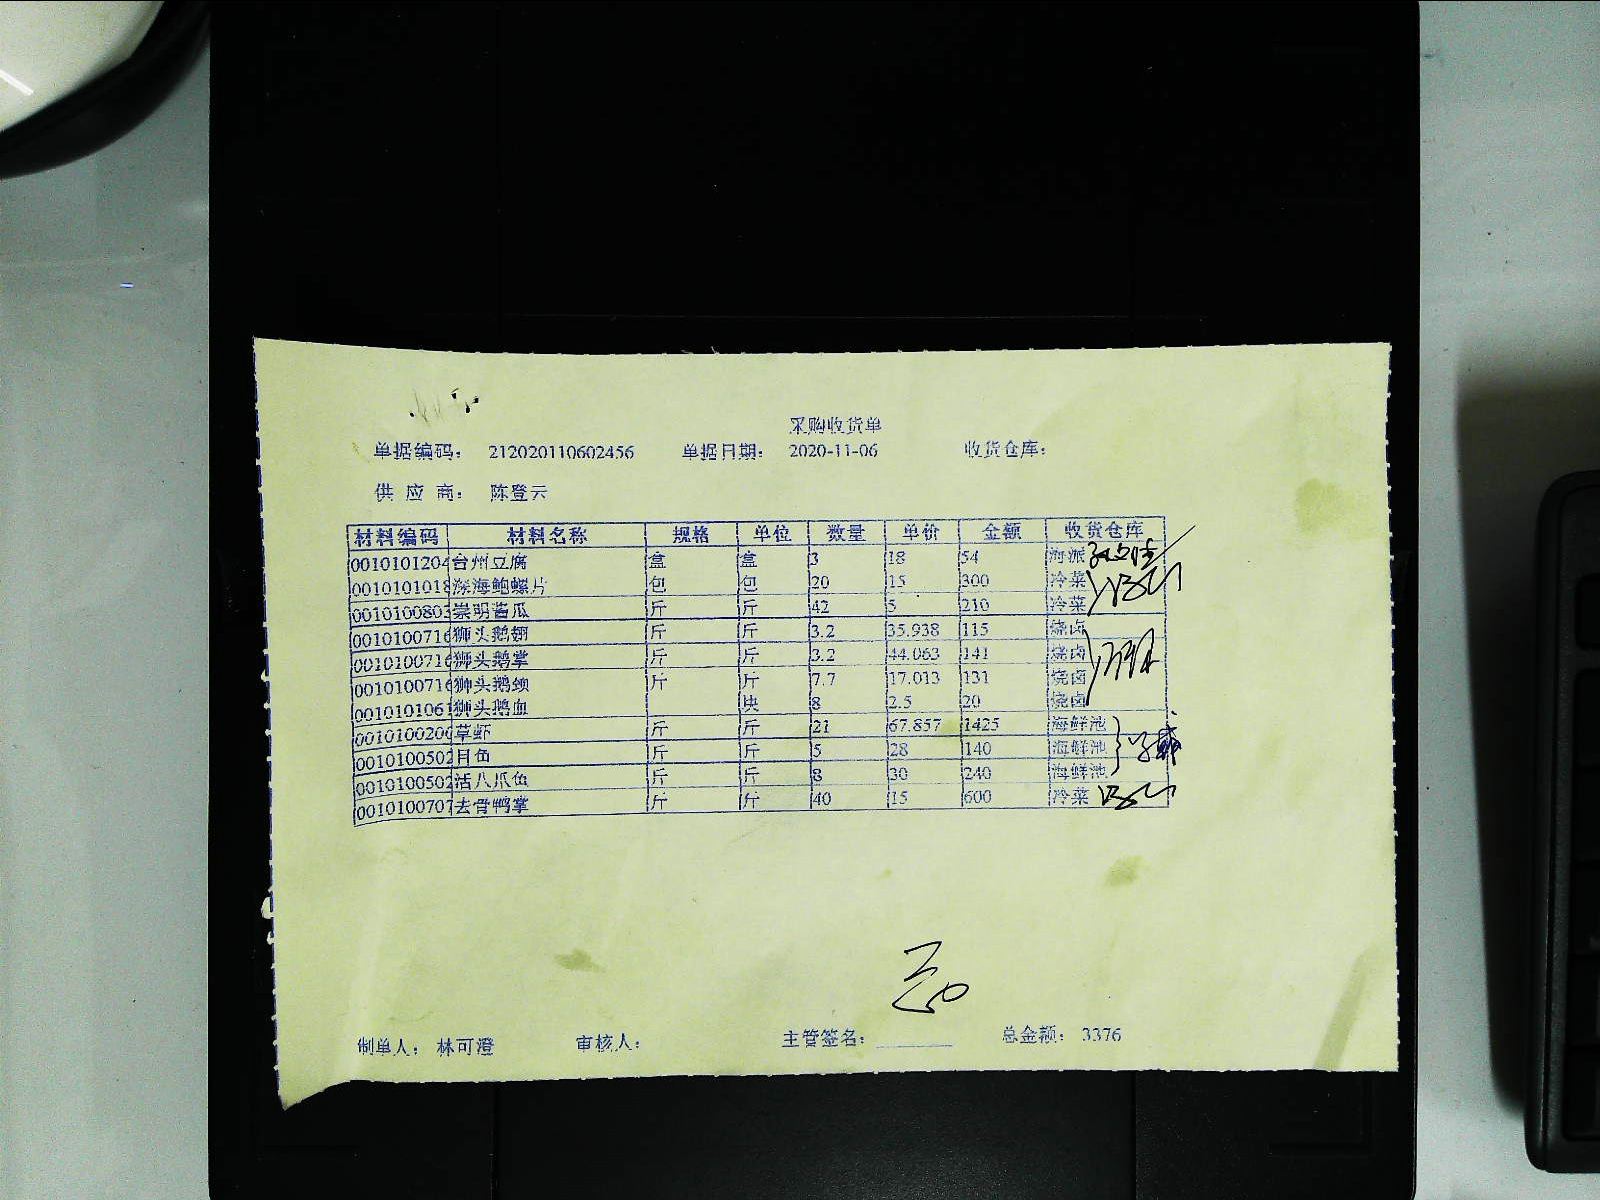 采购收货单
单据编码: 212020110602456 单据日期: 2020-11-06 收货仓库:
供应商: 陈登云
材料编码 材料名称 规格 单位 数量 单价 金额 收货仓库
0010101204 台州豆腐 盒 盒 3 18 54 海派
0010101018 深海鲍螺片 包 包 20 15 300 冷菜
0010100803 崇明酱瓜 斤 斤 42 5 210 冷菜
0010100716 狮头鹅翅 斤 斤 3.2 35.938 115 烧卤
0010100716 狮头鹅掌 斤 斤 3.2 44.063 141 烧卤
0010100716 狮头鹅颈 斤 斤 7.7 17.013 131 烧卤
0010101061 狮头鹅血 块 8 2.5 20 烧卤
0010100200 草虾 斤 斤 21 67.857 1425 海鲜池
0010100502 目鱼 斤 斤 5 28 140 海鲜池
0010100502 活八爪鱼 斤 斤 8 30 240 海鲜池
0010100707 去骨鸭掌 斤 斤 40 15 600 冷菜
制单人: 林可澄 审核人: 主管签名: 总金额: 3376